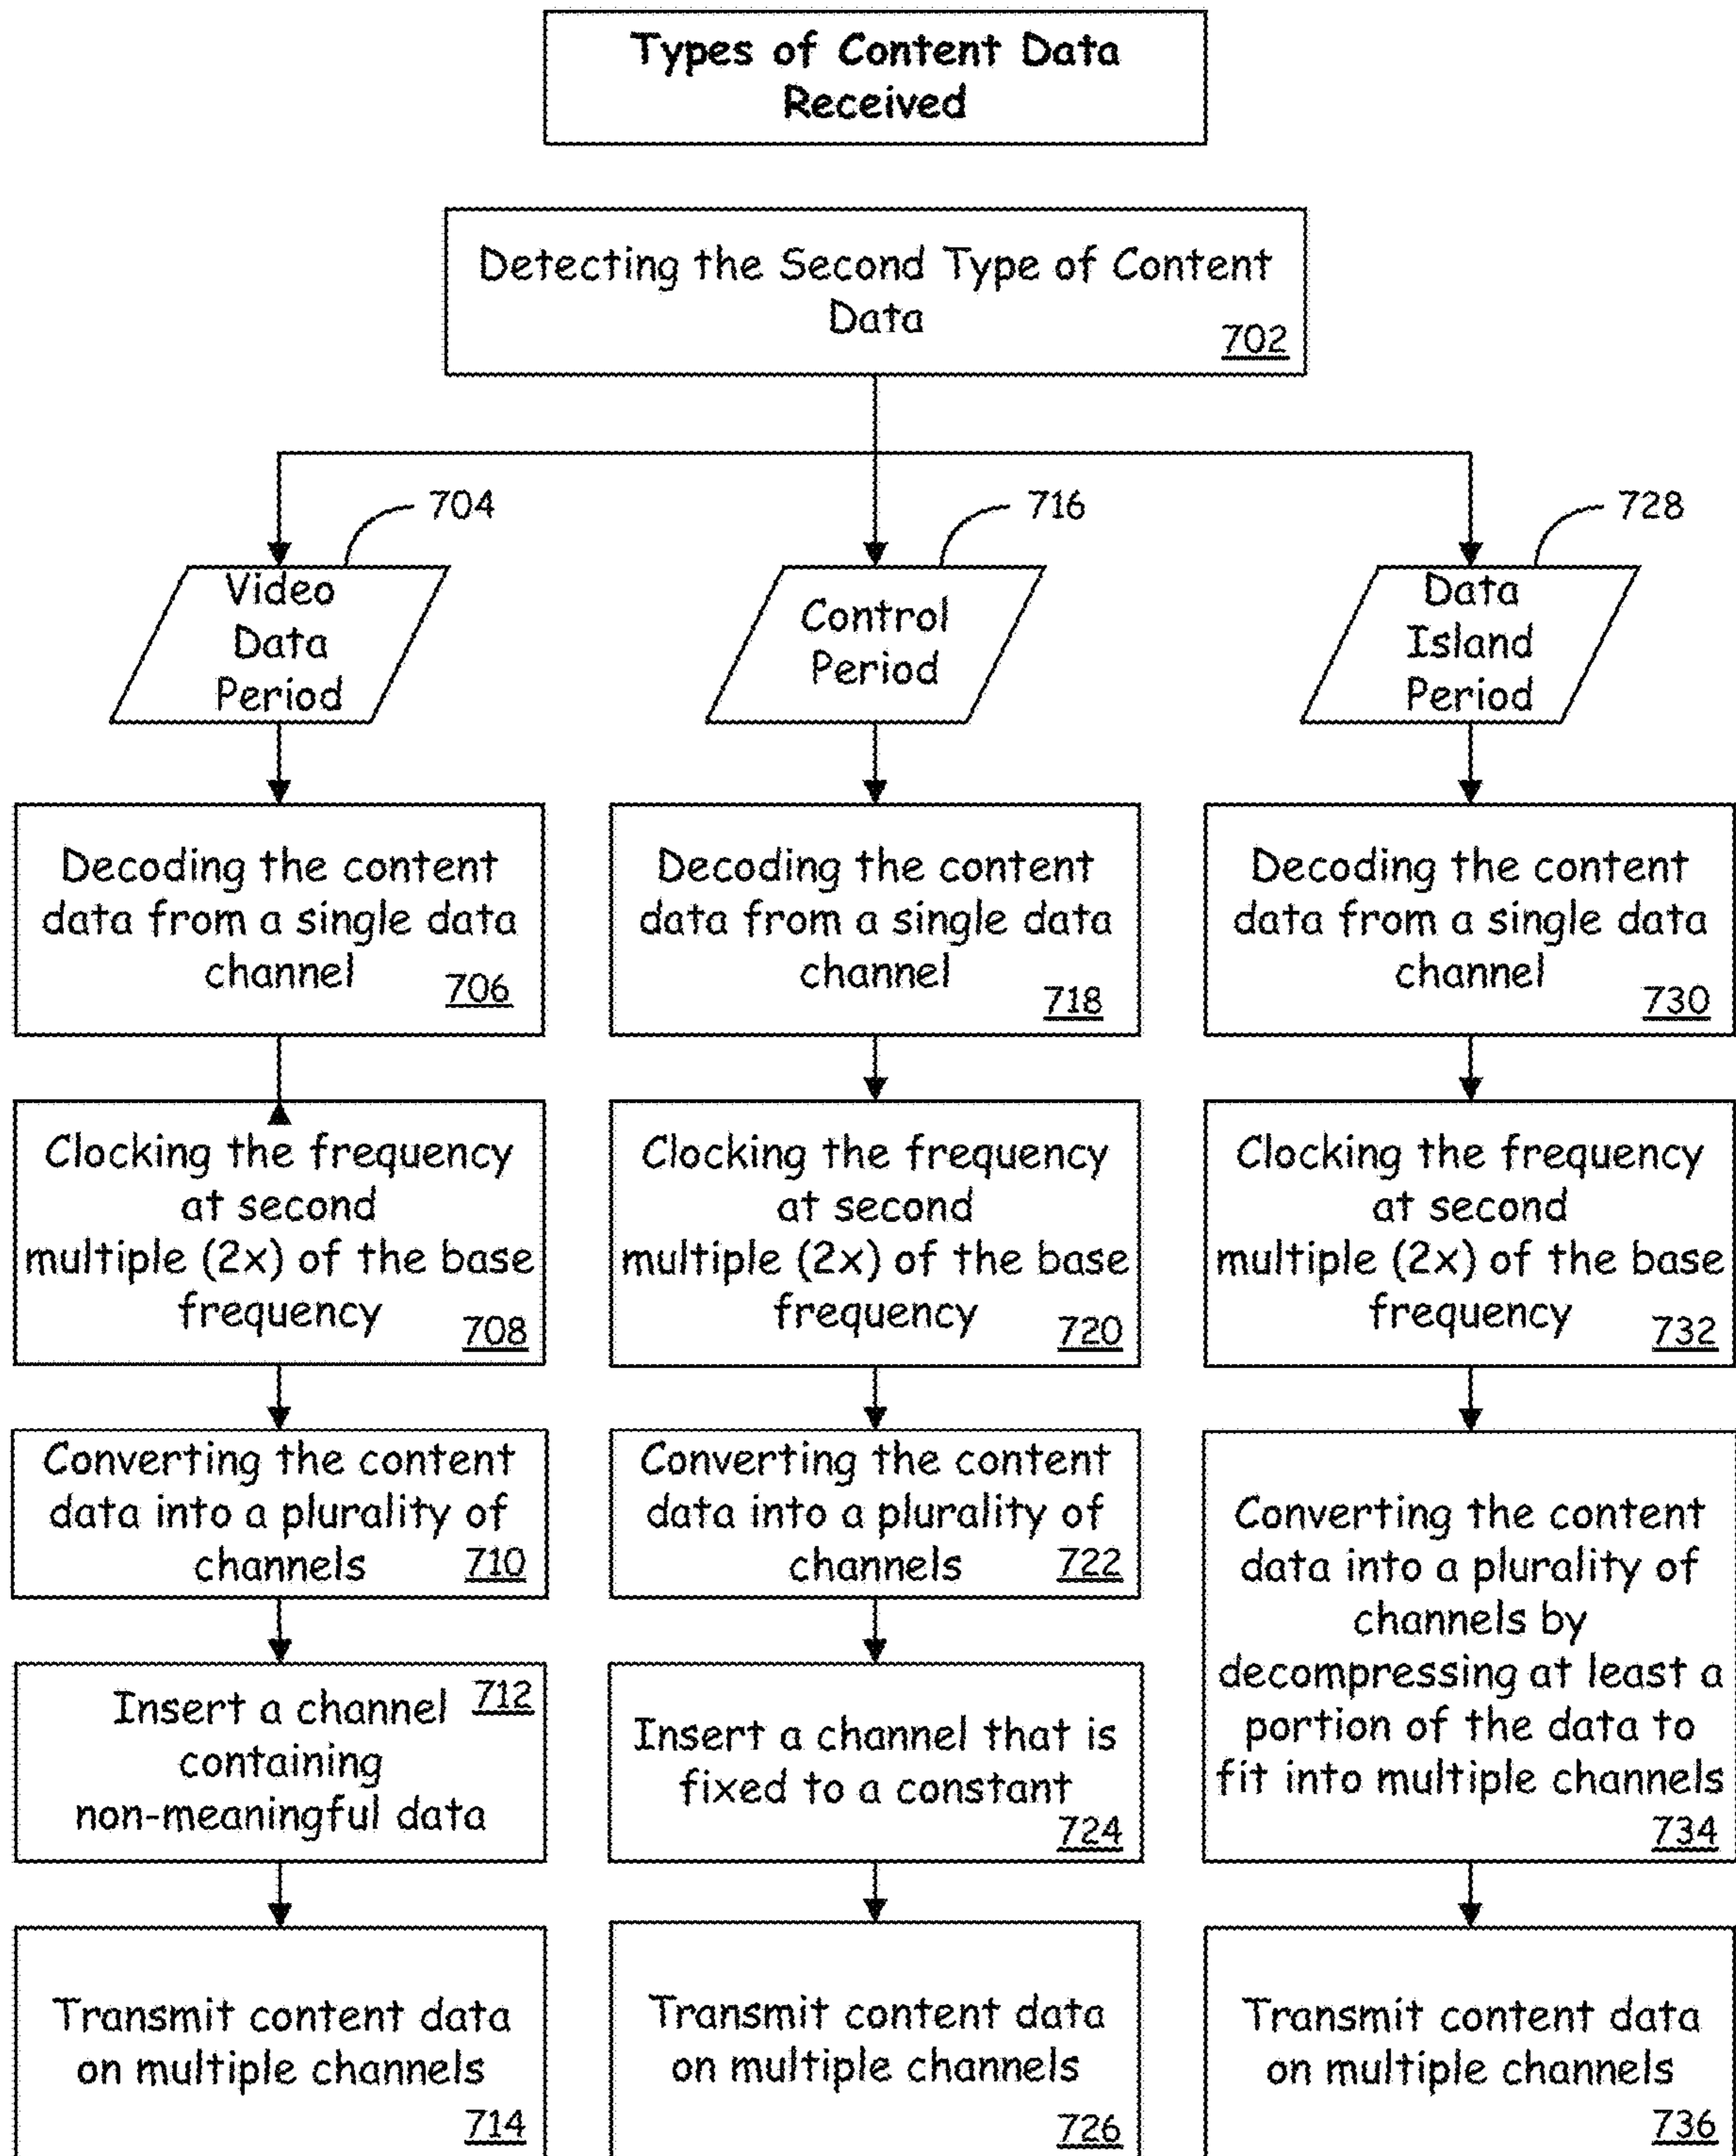 Types of Content Data
Received
Detecting the Second Type of Content
Data
702
704
716
728
Video
Data
Period
Control
Period
Data
Island
Period
Decoding the content
data from a single data
channel
706
Decoding the content
data from a single data
channel
718
Decoding the content
data from a single data
channel
730
Clocking the frequency
at second
multiple (2x) of the base
frequency
708
Clocking the frequency
at second
multiple (2x) of the base
frequency
720
Clocking the frequency
at second
multiple (2x) of the base
frequency
732
Converting the content
data into a plurality of
channels
710
Converting the content
data into a plurality of
channels
722
Converting the content
data into a plurality of
channels by
decompressing at least a
portion of the data to
fit into multiple channels
734
Insert a channel
712
containing
non-meaningful data
Insert a channel that is
fixed to a constant
724
Transmit content data
on multiple channels
714
Transmit content data
on multiple channels
726
Transmit content data
on multiple channels
736